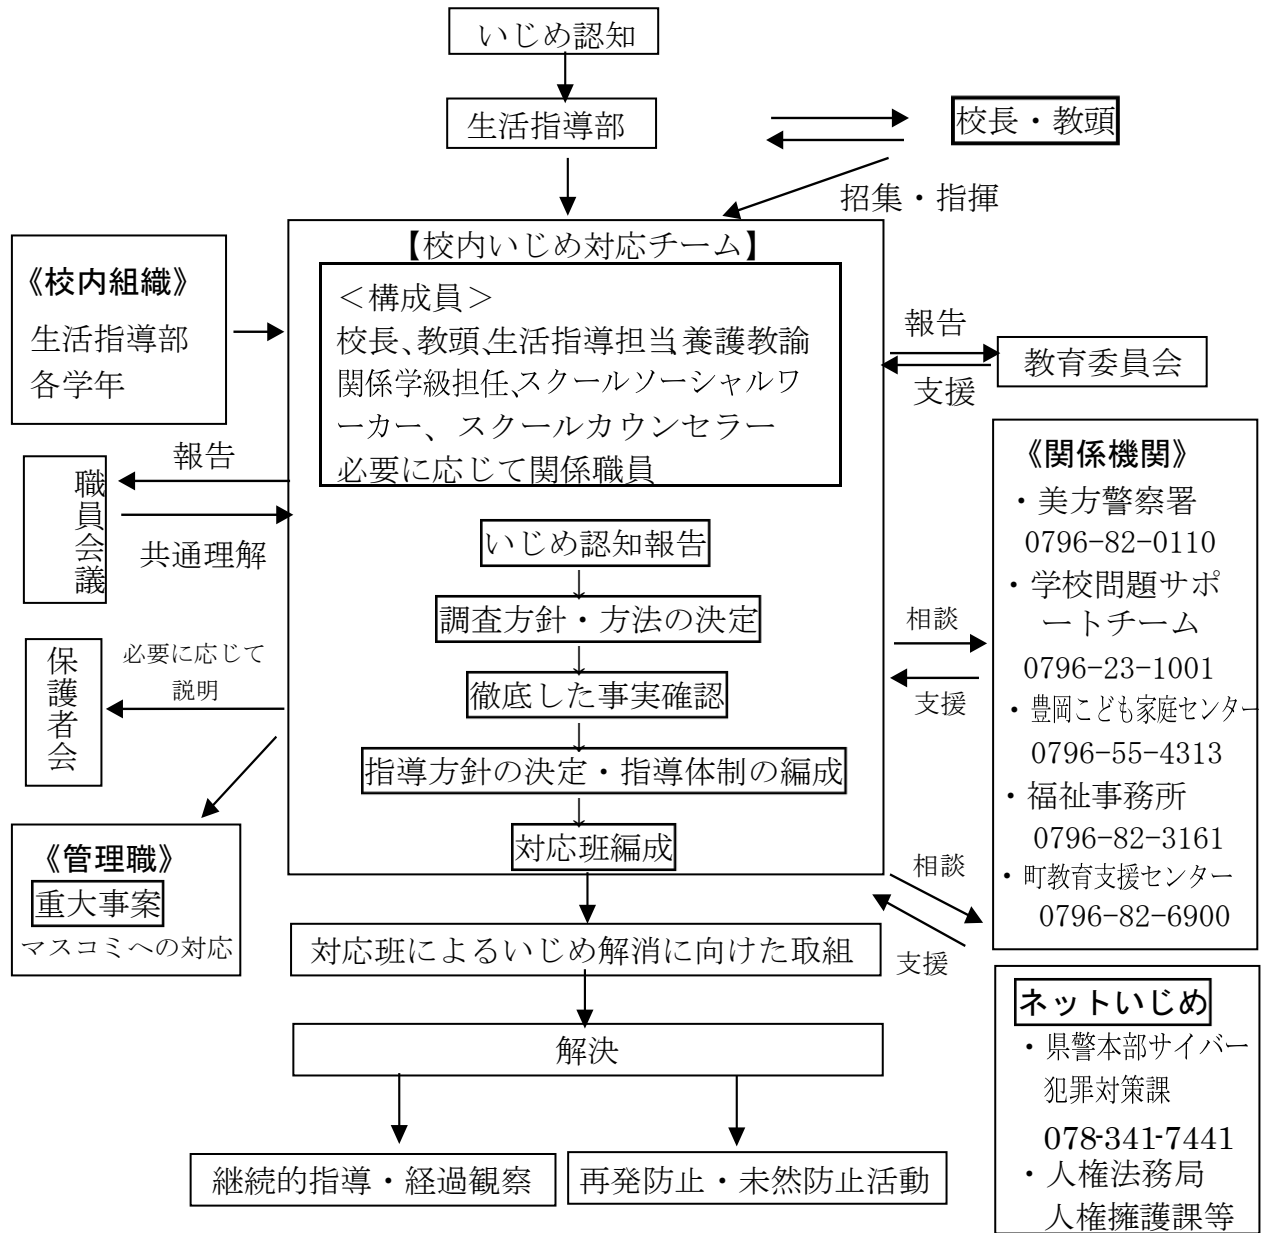 いじめ認知
生活指導部
校長・教頭
招集・指揮
【校内いじめ対応チーム】
＜構成員＞
校長、教頭、生活指導担当、養護教諭
関係学級担任、スクールソーシャルワ
ーカー、スクールカウンセラー
必要に応じて関係職員
《校内組織》
生活指導部
各学年
報告
職員会議
共通理解
保護者会
必要に応じて
説明
《管理職》
重大事案
マスコミへの対応
いじめ認知報告
調査方針・方法の決定
徹底した事実確認
指導方針の決定・指導体制の編成
対応班編成
対応班によるいじめ解消に向けた取組
解決
継続的指導・経過観察
再発防止・未然防止活動
報告
支援
教育委員会
相談
支援
《関係機関》
・美方警察署
0796-82-0110
・学校問題サポ
ートチーム
0796-23-1001
・豊岡こども家庭センター
0796-55-4313
・福祉事務所
0796-82-3161
・町教育支援センター
0796-82-6900
相談
支援
ネットいじめ
・県警本部サイバー
犯罪対策課
078-341-7441
・人権法務局
人権擁護課等